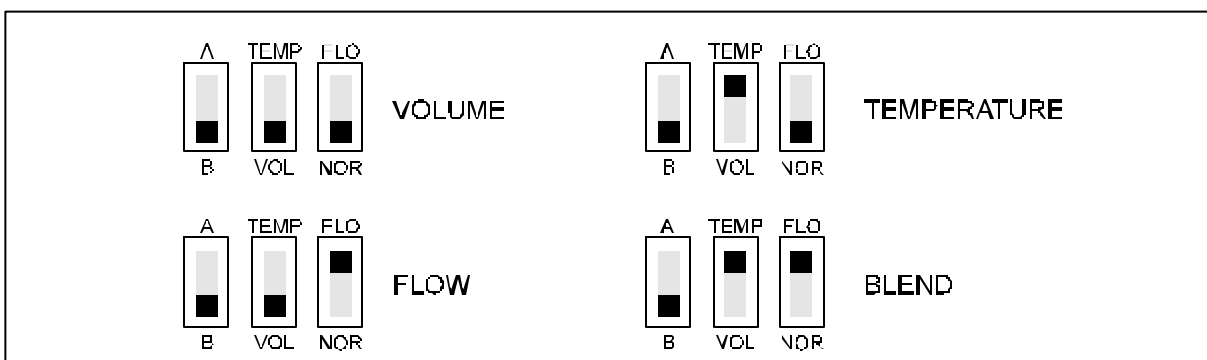 A TEMP FLO A TEMP FLO
VOLUME TEMPERATURE
B VOL NOR B VOL NOR
A TEMP FLO A TEMP FLO
FLOW BLEND
B VOL NOR B VOL NOR